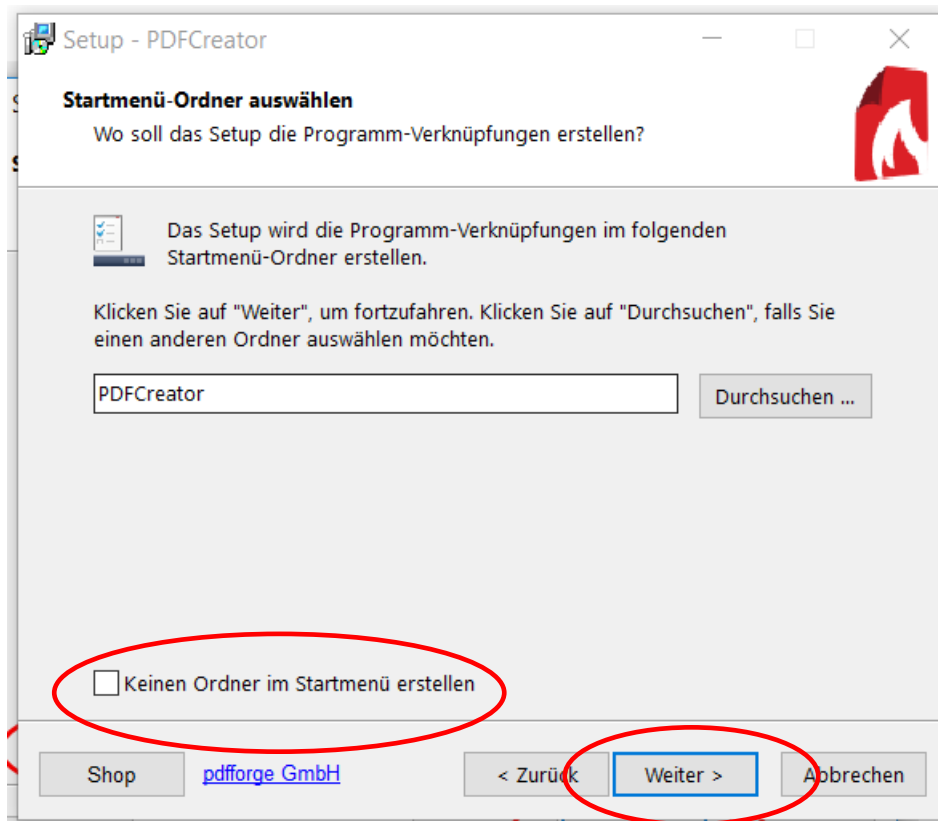 Setup - PDFCreator
Startmenü-Ordner auswählen
Wo soll das Setup die Programm-Verknüpfungen erstellen?
Das Setup wird die Programm-Verknüpfungen im folgenden
Startmenü-Ordner erstellen.
Klicken Sie auf "Weiter", um fortzufahren. Klicken Sie auf "Durchsuchen", falls Sie
einen anderen Ordner auswählen möchten.
PDFCreator
Durchsuchen ...
Keinen Ordner im Startmenü erstellen
Shop
pdfforge GmbH
< Zurück
Weiter >
Abbrechen